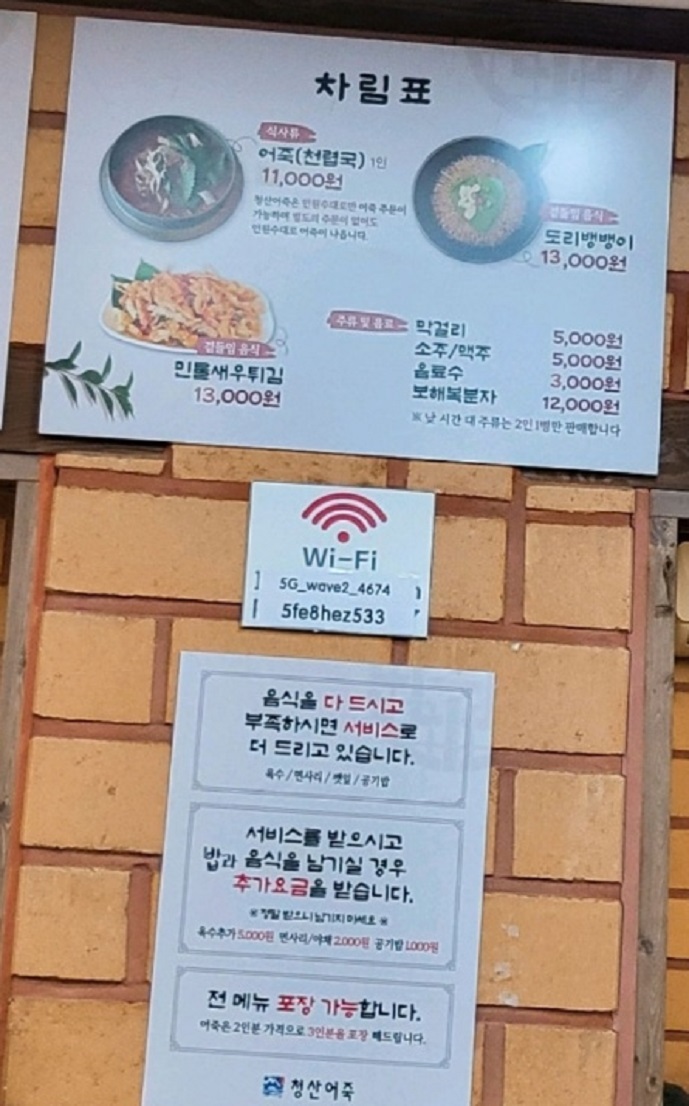 차림표
식사류
어죽(천렵국) 1인
11,000원
청산어죽은 인원수대로만 어죽 주문이
가능하며 별도의 주문이 없어도
인원수대로 어죽이 나옵니다.
곁들임 음식
도리뱅뱅이
13,000원
곁들임 음식
민물새우튀김
13,000원
주류 및 음료
막걸리 5,000원
소주/맥주 5,000원
음료수 3,000원
보해복분자 12,000원
※ 낮 시간 대 주류는 2인 1병만 판매합니다
Wi-Fi
5G_wave2_4674
5fe8hez533
음식을 다 드시고
부족하시면 서비스로
더 드리고 있습니다.
육수 / 면사리 / 깻잎 / 공기밥
서비스를 받으시고
밥과 음식을 남기실 경우
추가요금을 받습니다.
※ 정말 받으니 남기지 마세요 ※
육수추가 5,000원 면사리/야채 2,000원 공기밥 1,000원
전 메뉴 포장 가능합니다.
어죽은 2인분 가격으로 3인분을 포장 해드립니다.
청산어죽